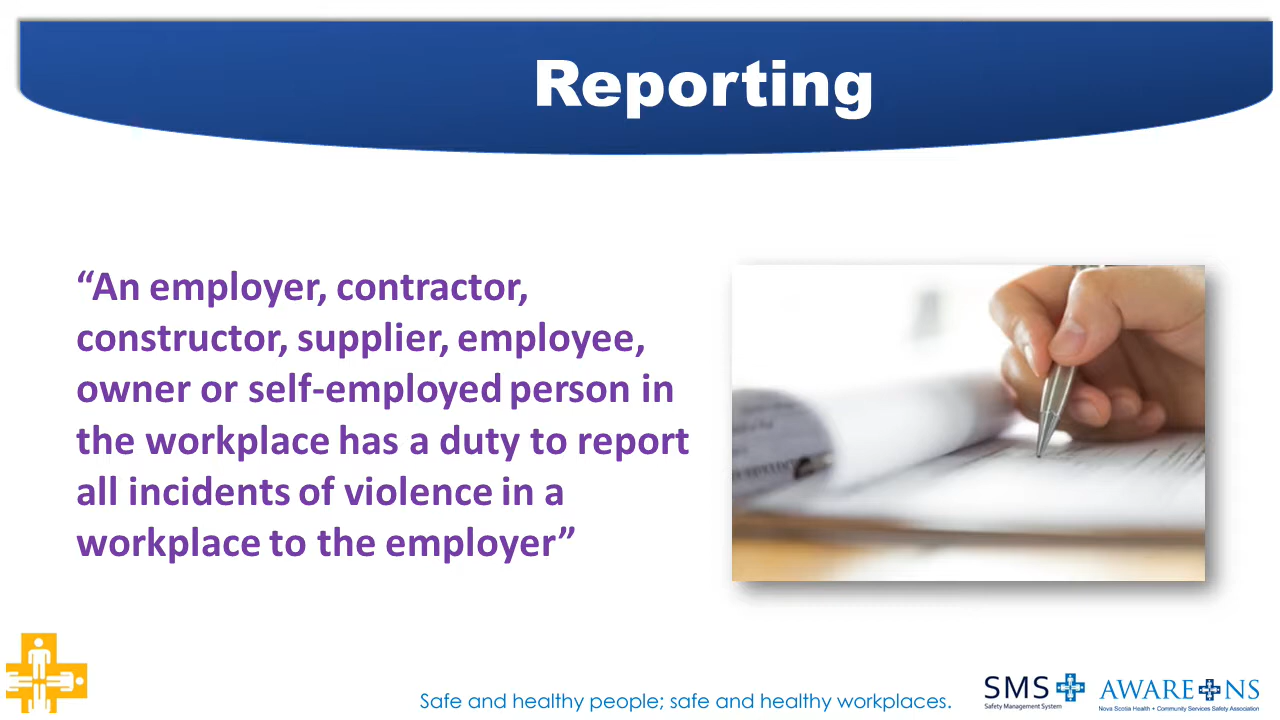 Reporting
“An employer, contractor,
constructor, supplier, employee,
owner or self-employed person in
the workplace has a duty to report
all incidents of violence in a
workplace to the employer”
Safe and healthy people; safe and healthy workplaces.
SMS
Safety Management System
AWARE NS
Nova Scotia Health + Community Services Safety Association